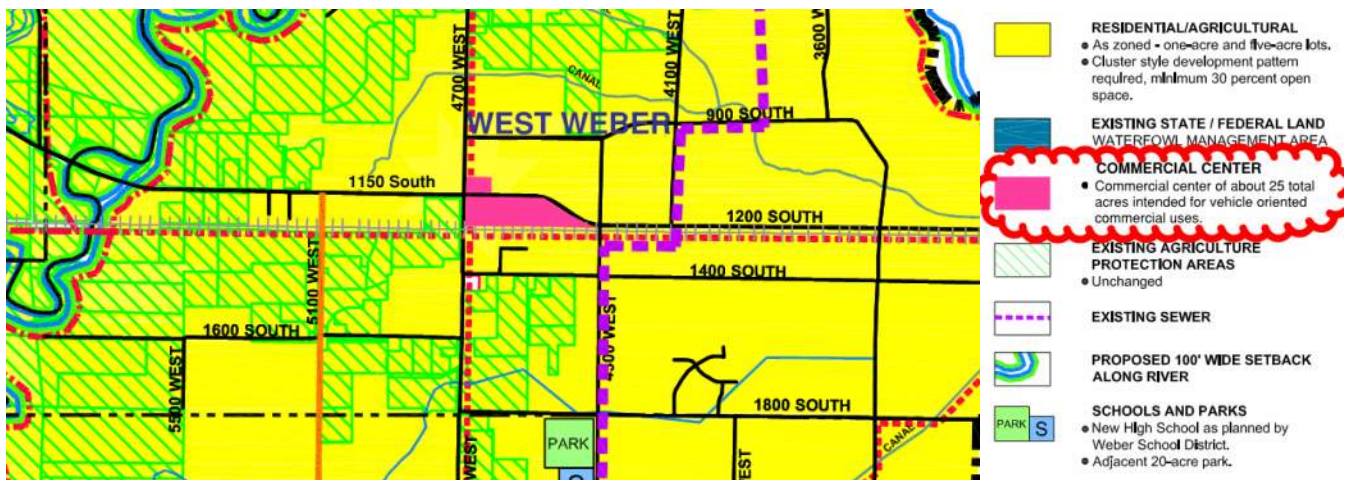 4700 WEST
CANAL
4100 WEST
3600 W
WEST WEBER
900 SOUTH
1150 South
1200 SOUTH
5100 WEST
1400 SOUTH
1600 SOUTH
5500 WEST
4300 WEST
1800 SOUTH
CANAL
PARK
WEST
WEST
RESIDENTIAL/AGRICULTURAL
• As zoned - one-acre and five-acre lots.
• Cluster style development pattern
required, minimum 30 percent open
space.
EXISTING STATE / FEDERAL LAND
WATERFOWL MANAGEMENT AREA
COMMERCIAL CENTER
• Commercial center of about 25 total
acres intended for vehicle oriented
commercial uses.
EXISTING AGRICULTURE
PROTECTION AREAS
• Unchanged
EXISTING SEWER
PROPOSED 100' WIDE SETBACK
ALONG RIVER
PARK S
SCHOOLS AND PARKS
• New High School as planned by
Weber School District.
• Adjacent 20-acre park.